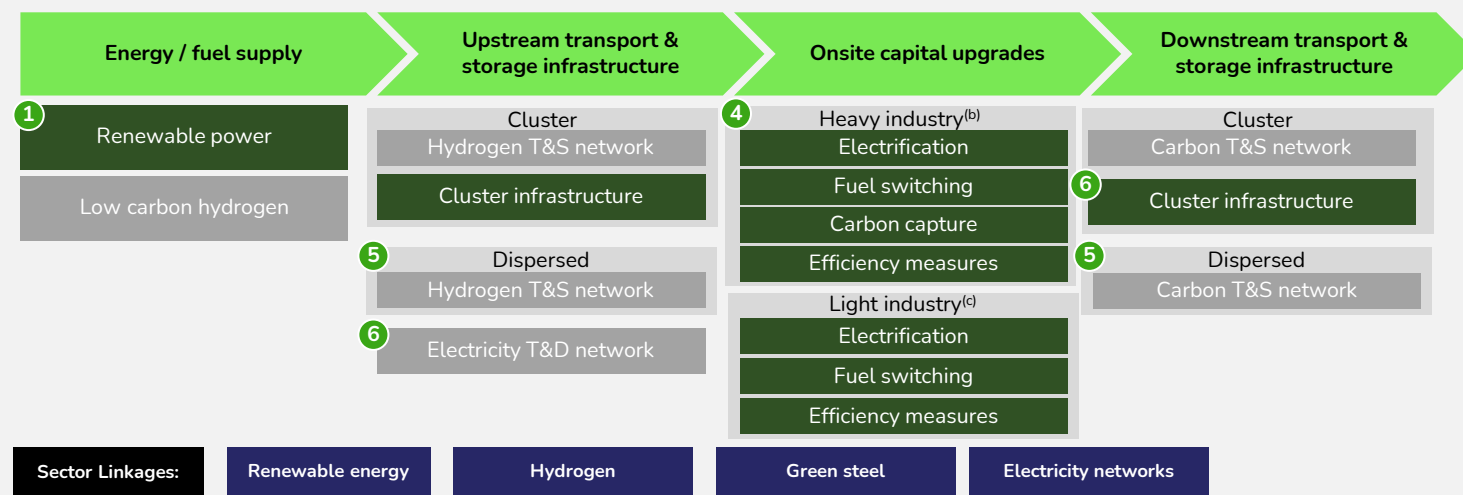 Energy / fuel supply
Upstream transport &
storage infrastructure
Onsite capital upgrades
Downstream transport &
storage infrastructure
1
Renewable power
Low carbon hydrogen
Cluster
Hydrogen T&S network
Cluster infrastructure
5
Dispersed
Hydrogen T&S network
6
Electricity T&D network
4
Heavy industry(b)
Electrification
Fuel switching
Carbon capture
Efficiency measures
Light industry(c)
Electrification
Fuel switching
Efficiency measures
Cluster
Carbon T&S network
6
Cluster infrastructure
5
Dispersed
Carbon T&S network
Sector Linkages:
Renewable energy
Hydrogen
Green steel
Electricity networks